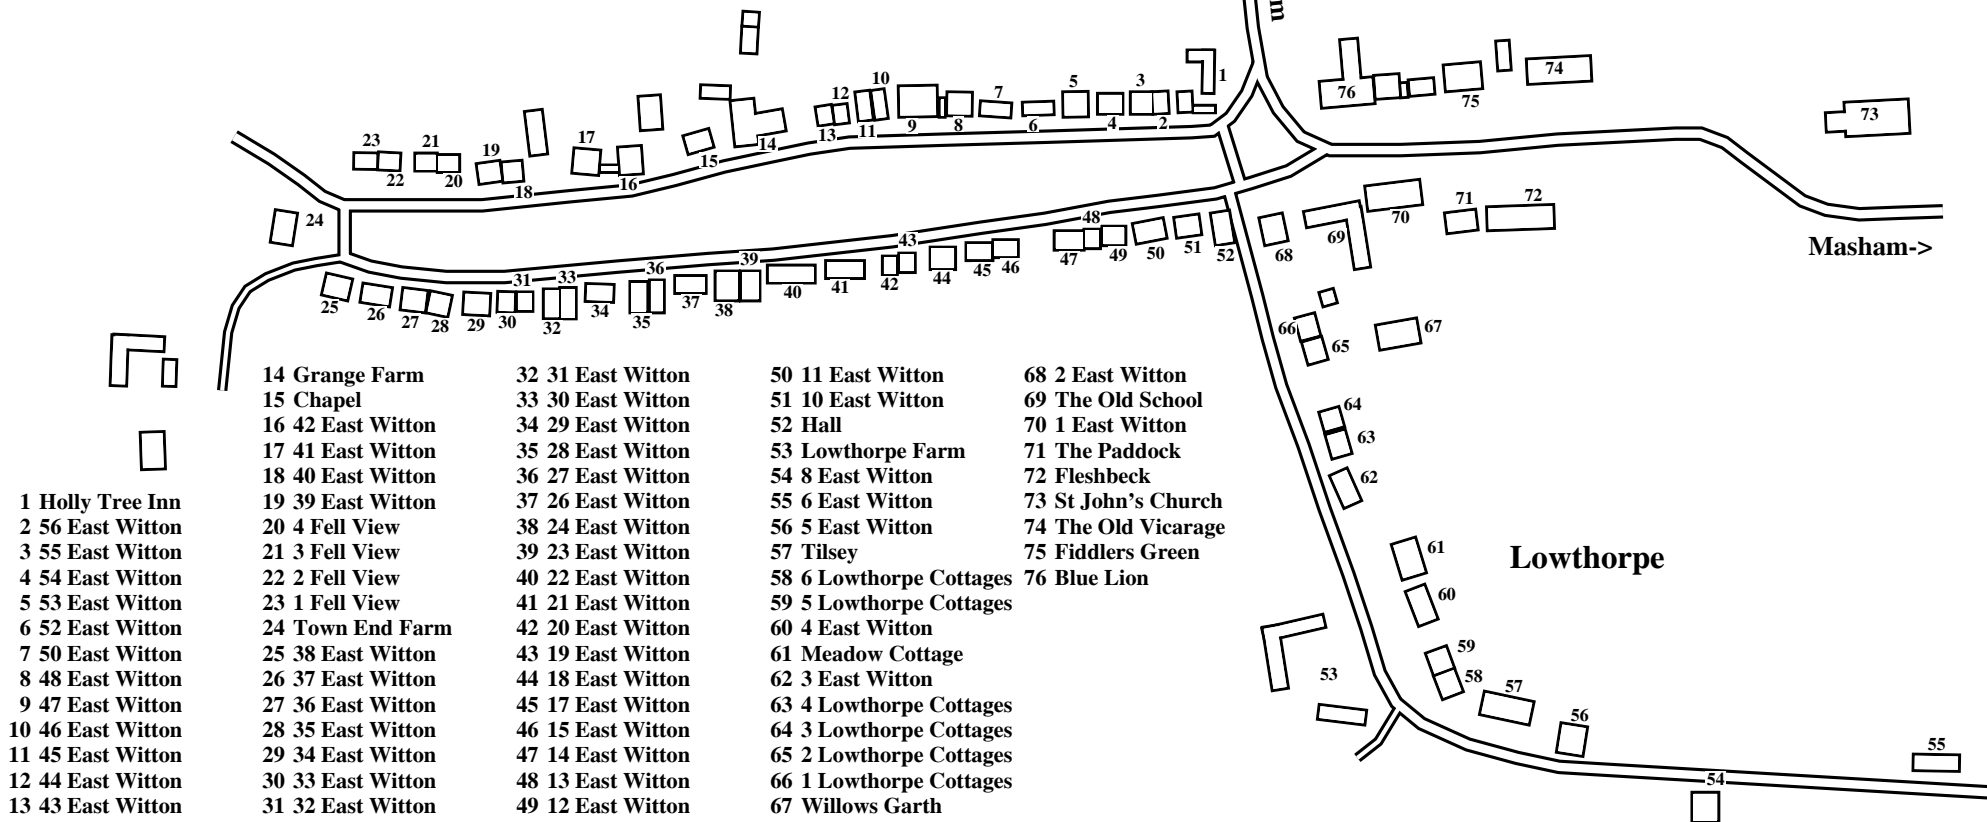 m
1
2
3
4
5
6
7
8
9
10
11
12
13
14
15
16
17
18
19
20
21
22
23
24
25
26
27
28
29
30
31
32
33
34
35
36
37
38
39
40
41
42
43
44
45
46
47
48
49
50
51
52
53
54
55
56
57
58
59
60
61
62
63
64
65
66
67
68
69
70
71
72
73
74
75
76
Masham->
Lowthorpe
1 Holly Tree Inn
2 56 East Witton
3 55 East Witton
4 54 East Witton
5 53 East Witton
6 52 East Witton
7 50 East Witton
8 48 East Witton
9 47 East Witton
10 46 East Witton
11 45 East Witton
12 44 East Witton
13 43 East Witton
14 Grange Farm
15 Chapel
16 42 East Witton
17 41 East Witton
18 40 East Witton
19 39 East Witton
20 4 Fell View
21 3 Fell View
22 2 Fell View
23 1 Fell View
24 Town End Farm
25 38 East Witton
26 37 East Witton
27 36 East Witton
28 35 East Witton
29 34 East Witton
30 33 East Witton
31 32 East Witton
32 31 East Witton
33 30 East Witton
34 29 East Witton
35 28 East Witton
36 27 East Witton
37 26 East Witton
38 24 East Witton
39 23 East Witton
40 22 East Witton
41 21 East Witton
42 20 East Witton
43 19 East Witton
44 18 East Witton
45 17 East Witton
46 15 East Witton
47 14 East Witton
48 13 East Witton
49 12 East Witton
50 11 East Witton
51 10 East Witton
52 Hall
53 Lowthorpe Farm
54 8 East Witton
55 6 East Witton
56 5 East Witton
57 Tilsey
58 6 Lowthorpe Cottages
59 5 Lowthorpe Cottages
60 4 East Witton
61 Meadow Cottage
62 3 East Witton
63 4 Lowthorpe Cottages
64 3 Lowthorpe Cottages
65 2 Lowthorpe Cottages
66 1 Lowthorpe Cottages
67 Willows Garth
68 2 East Witton
69 The Old School
70 1 East Witton
71 The Paddock
72 Fleshbeck
73 St John's Church
74 The Old Vicarage
75 Fiddlers Green
76 Blue Lion